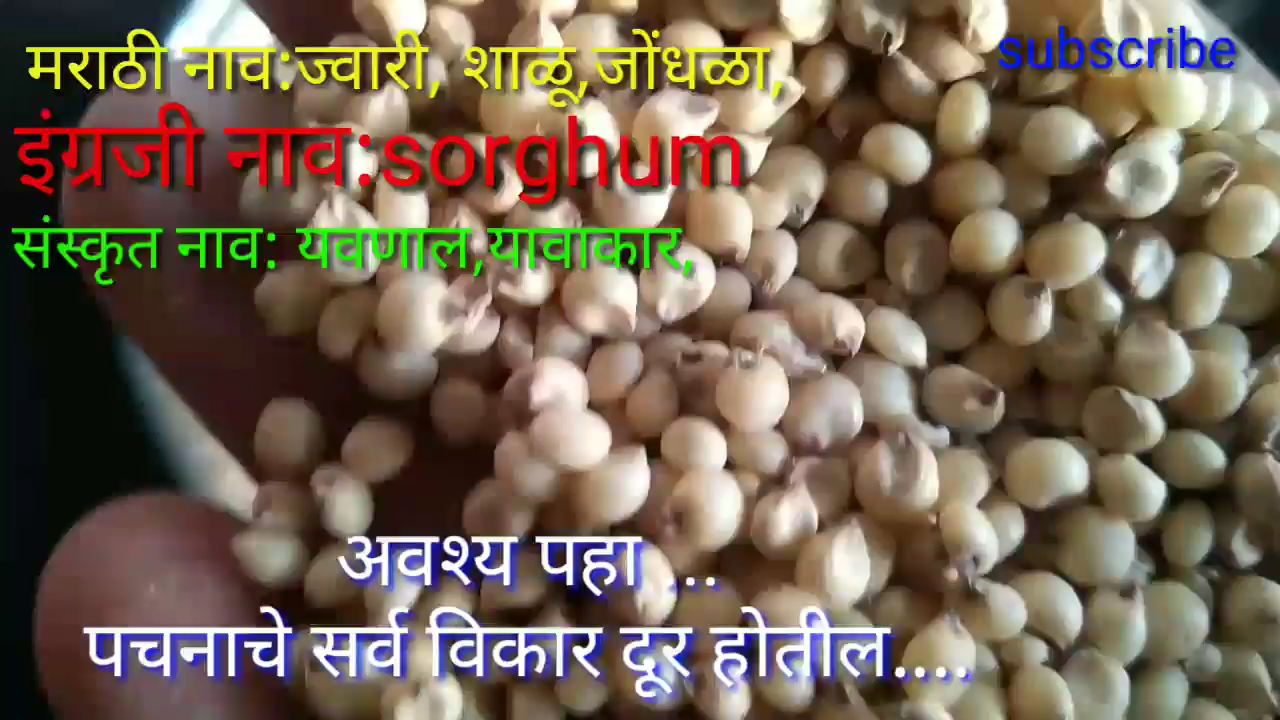 मराठी नाव:ज्वारी, शाळू,जोंधळा,
subscribe
इंग्रजी नाव:sorghum
संस्कृत नाव: यवणाल,यावाकार,
अवश्य पहा ...
पचनाचे सर्व विकार दूर होतील....